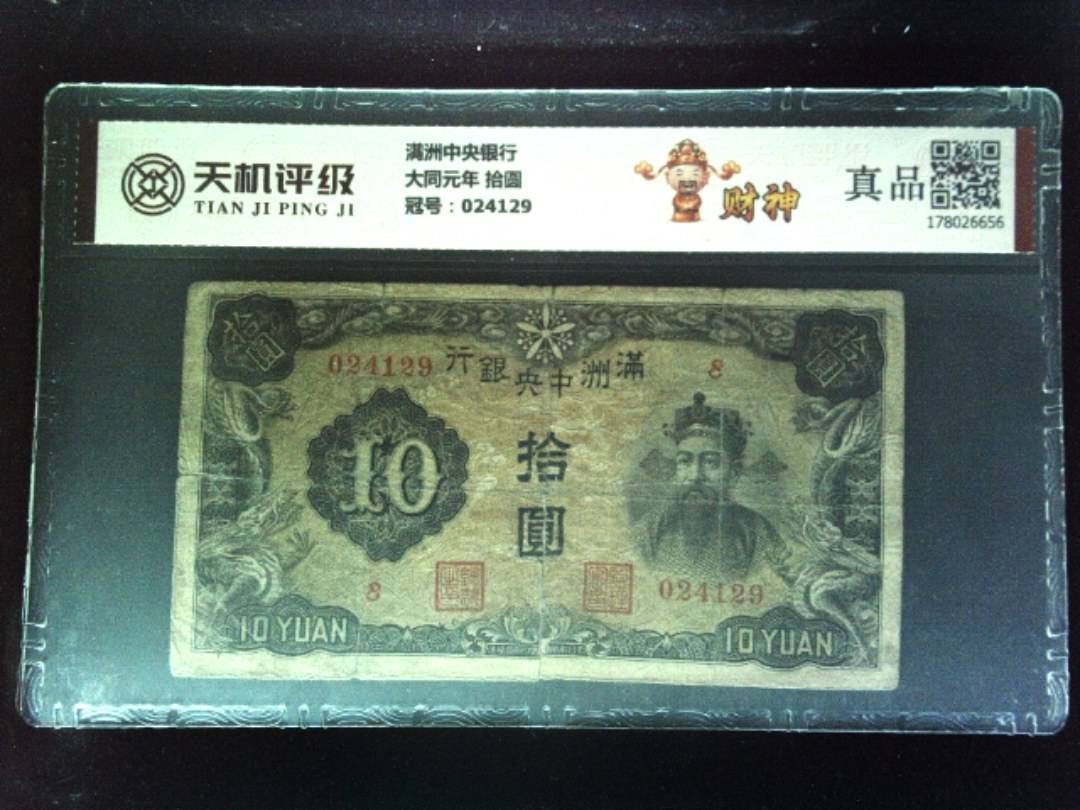 天机评级
TIAN JI PING JI
满洲中央银行
大同元年 拾圆
冠号：024129
财神
真品
178026656
拾圓
拾圓
024129
行銀央中洲滿
8
10
拾
圓
8
024129
10 YUAN
10 YUAN